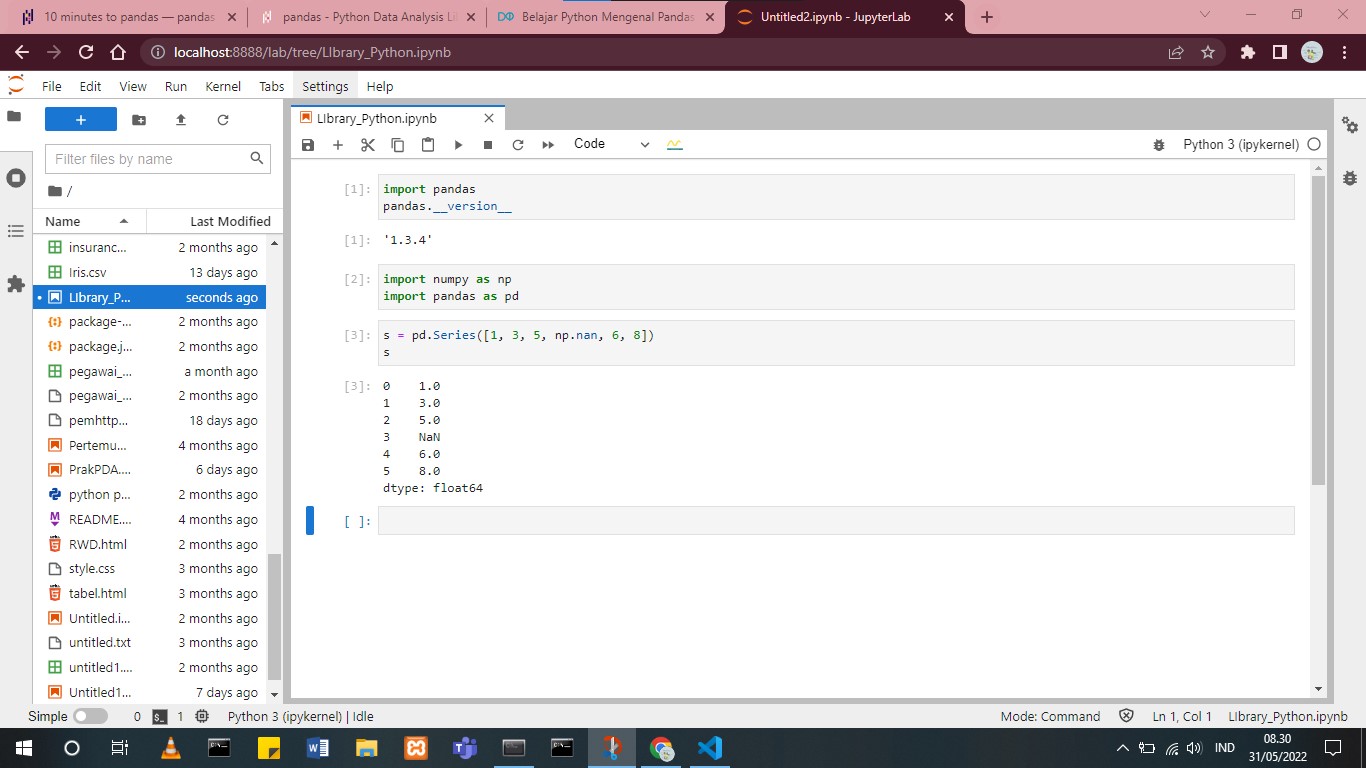 10 minutes to pandas — pandas
pandas - Python Data Analysis Li
Belajar Python Mengenal Pandas
Untitled2.ipynb - JupyterLab
localhost:8888/lab/tree/LIbrary_Python.ipynb
File Edit View Run Kernel Tabs Settings Help
LIbrary_Python.ipynb
Filter files by name
Code
Python 3 (ipykernel)
/
Name Last Modified
insuranc... 2 months ago
Iris.csv 13 days ago
LIbrary_P... seconds ago
package-... 2 months ago
package.j... 2 months ago
pegawai_... a month ago
pegawai_... 2 months ago
pemhttp... 18 days ago
Pertemu... 4 months ago
PrakPDA.... 6 days ago
python p... 2 months ago
README.... 4 months ago
RWD.html 2 months ago
style.css 3 months ago
tabel.html 3 months ago
Untitled.i... 2 months ago
untitled.txt 3 months ago
untitled1.... 2 months ago
Untitled1... 7 days ago
[1]: import pandas
pandas.__version__
[1]: '1.3.4'
[2]: import numpy as np
import pandas as pd
[3]: s = pd.Series([1, 3, 5, np.nan, 6, 8])
s
[3]: 0 1.0
1 3.0
2 5.0
3 NaN
4 6.0
5 8.0
dtype: float64
[ ]:
Simple 0 1 Python 3 (ipykernel) | Idle Mode: Command Ln 1, Col 1 LIbrary_Python.ipynb
IND
08.30
31/05/2022